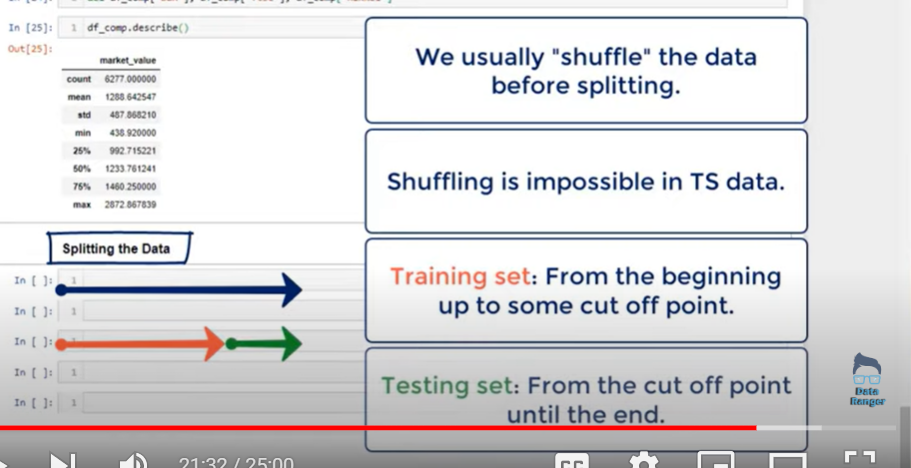 In [25]: 1 df_comp.describe()
Out[25]:
market_value
count 6277.000000
mean 1288.642547
std 487.868210
min 438.920000
25% 992.715221
50% 1233.761241
75% 1460.250000
max 2872.867839
Splitting the Data
In [ ]: 1
In [ ]: 1
In [ ]: 1
In [ ]: 1
In [ ]: 1
We usually "shuffle" the data
before splitting.
Shuffling is impossible in TS data.
Training set: From the beginning
up to some cut off point.
Testing set: From the cut off point
until the end.
Data
Ranger
21:32 / 25:00
CC